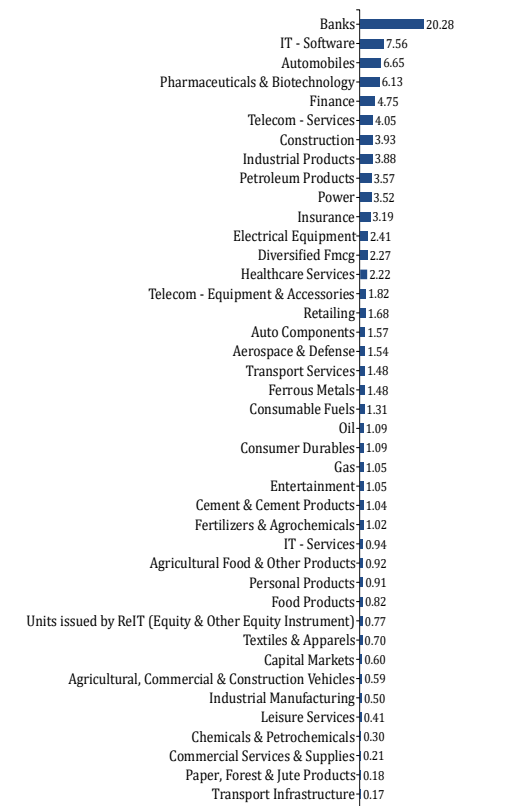 Banks 20.28
IT - Software 7.56
Automobiles 6.65
Pharmaceuticals & Biotechnology 6.13
Finance 4.75
Telecom - Services 4.05
Construction 3.93
Industrial Products 3.88
Petroleum Products 3.57
Power 3.52
Insurance 3.19
Electrical Equipment 2.41
Diversified Fmcg 2.27
Healthcare Services 2.22
Telecom - Equipment & Accessories 1.82
Retailing 1.68
Auto Components 1.57
Aerospace & Defense 1.54
Transport Services 1.48
Ferrous Metals 1.48
Consumable Fuels 1.31
Oil 1.09
Consumer Durables 1.09
Gas 1.05
Entertainment 1.05
Cement & Cement Products 1.04
Fertilizers & Agrochemicals 1.02
IT - Services 0.94
Agricultural Food & Other Products 0.92
Personal Products 0.91
Food Products 0.82
Units issued by ReIT (Equity & Other Equity Instrument) 0.77
Textiles & Apparels 0.70
Capital Markets 0.60
Agricultural, Commercial & Construction Vehicles 0.59
Industrial Manufacturing 0.50
Leisure Services 0.41
Chemicals & Petrochemicals 0.30
Commercial Services & Supplies 0.21
Paper, Forest & Jute Products 0.18
Transport Infrastructure 0.17